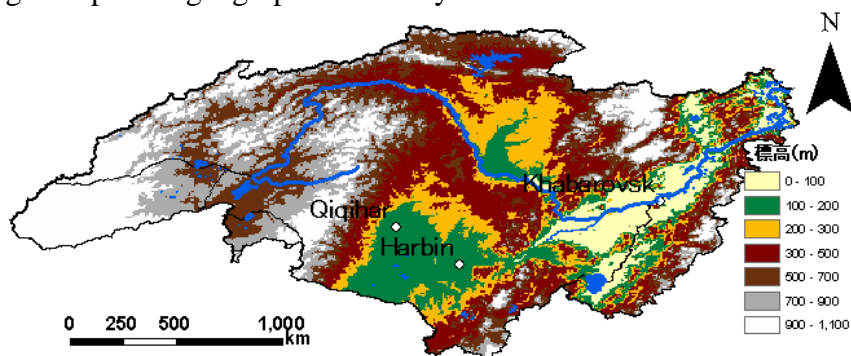 N
標高(m)
0 - 100
100 - 200
200 - 300
300 - 500
500 - 700
700 - 900
900 - 1,100
Khabarovsk
Qiqihar
Harbin
0 250 500 1,000
km